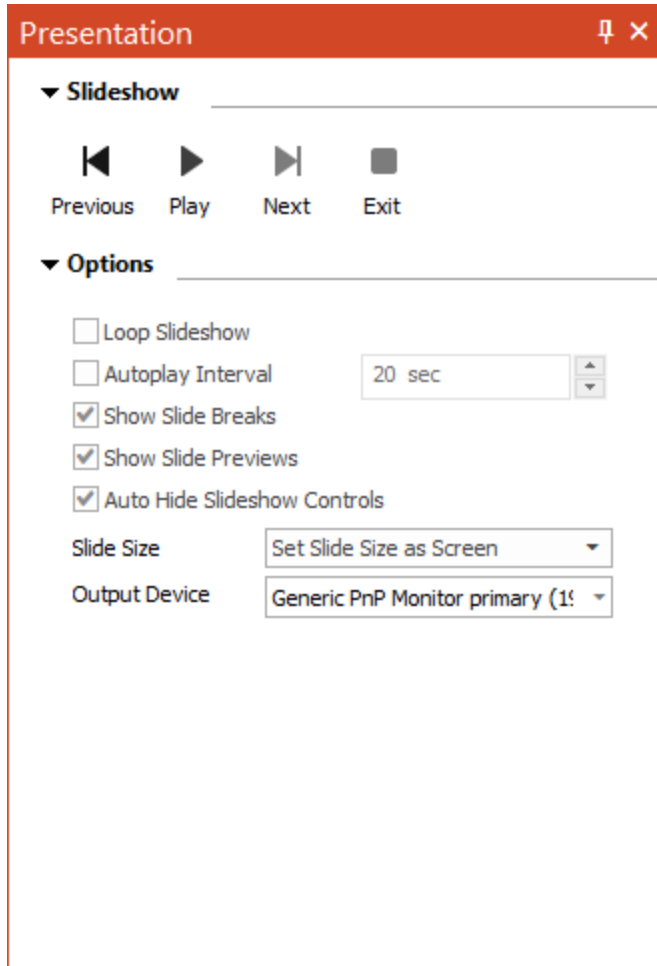 Presentation
Slideshow
Previous Play Next Exit
Options
Loop Slideshow
Autoplay Interval 20 sec
Show Slide Breaks
Show Slide Previews
Auto Hide Slideshow Controls
Slide Size Set Slide Size as Screen
Output Device Generic PnP Monitor primary (19